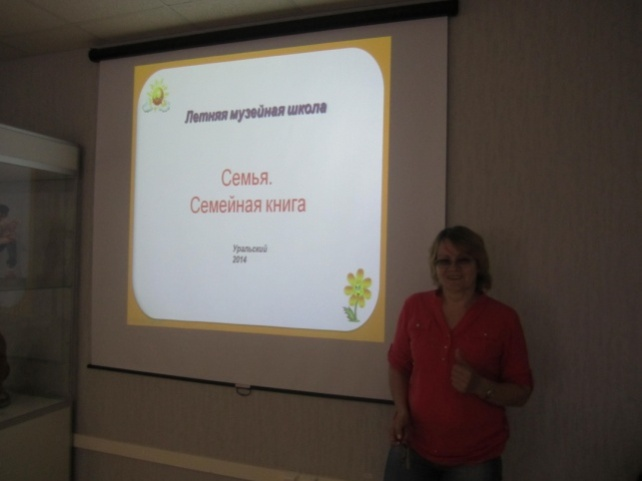 Летняя музейная школа
Семья.
Семейная книга
Уральский
2014